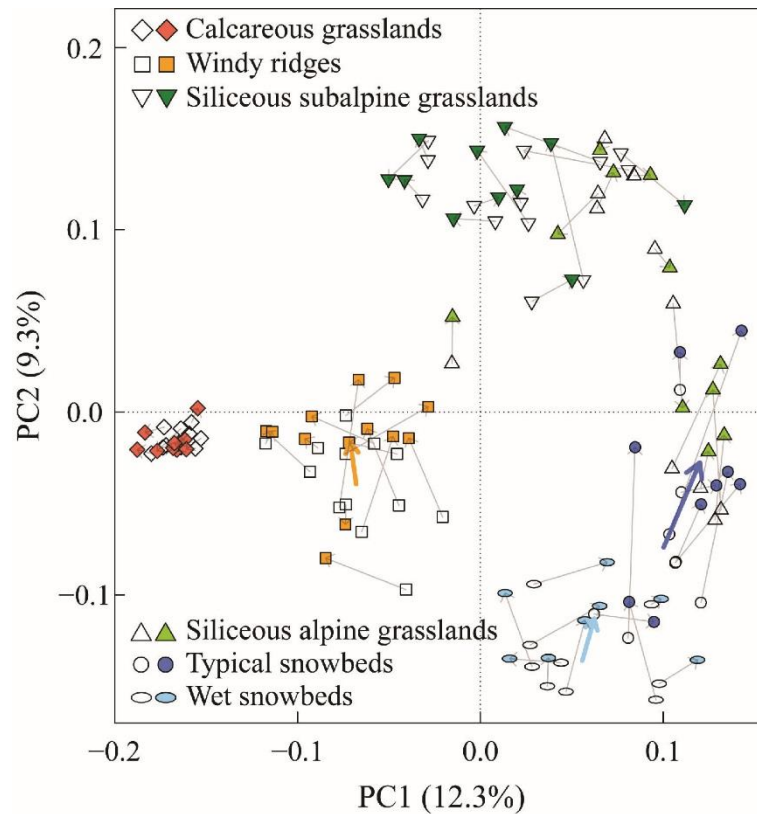 Calcareous grasslands
Windy ridges
Siliceous subalpine grasslands
0.2
0.1
0.0
−0.1
PC2 (9.3%)
Siliceous alpine grasslands
Typical snowbeds
Wet snowbeds
−0.2 −0.1 0.0 0.1
PC1 (12.3%)